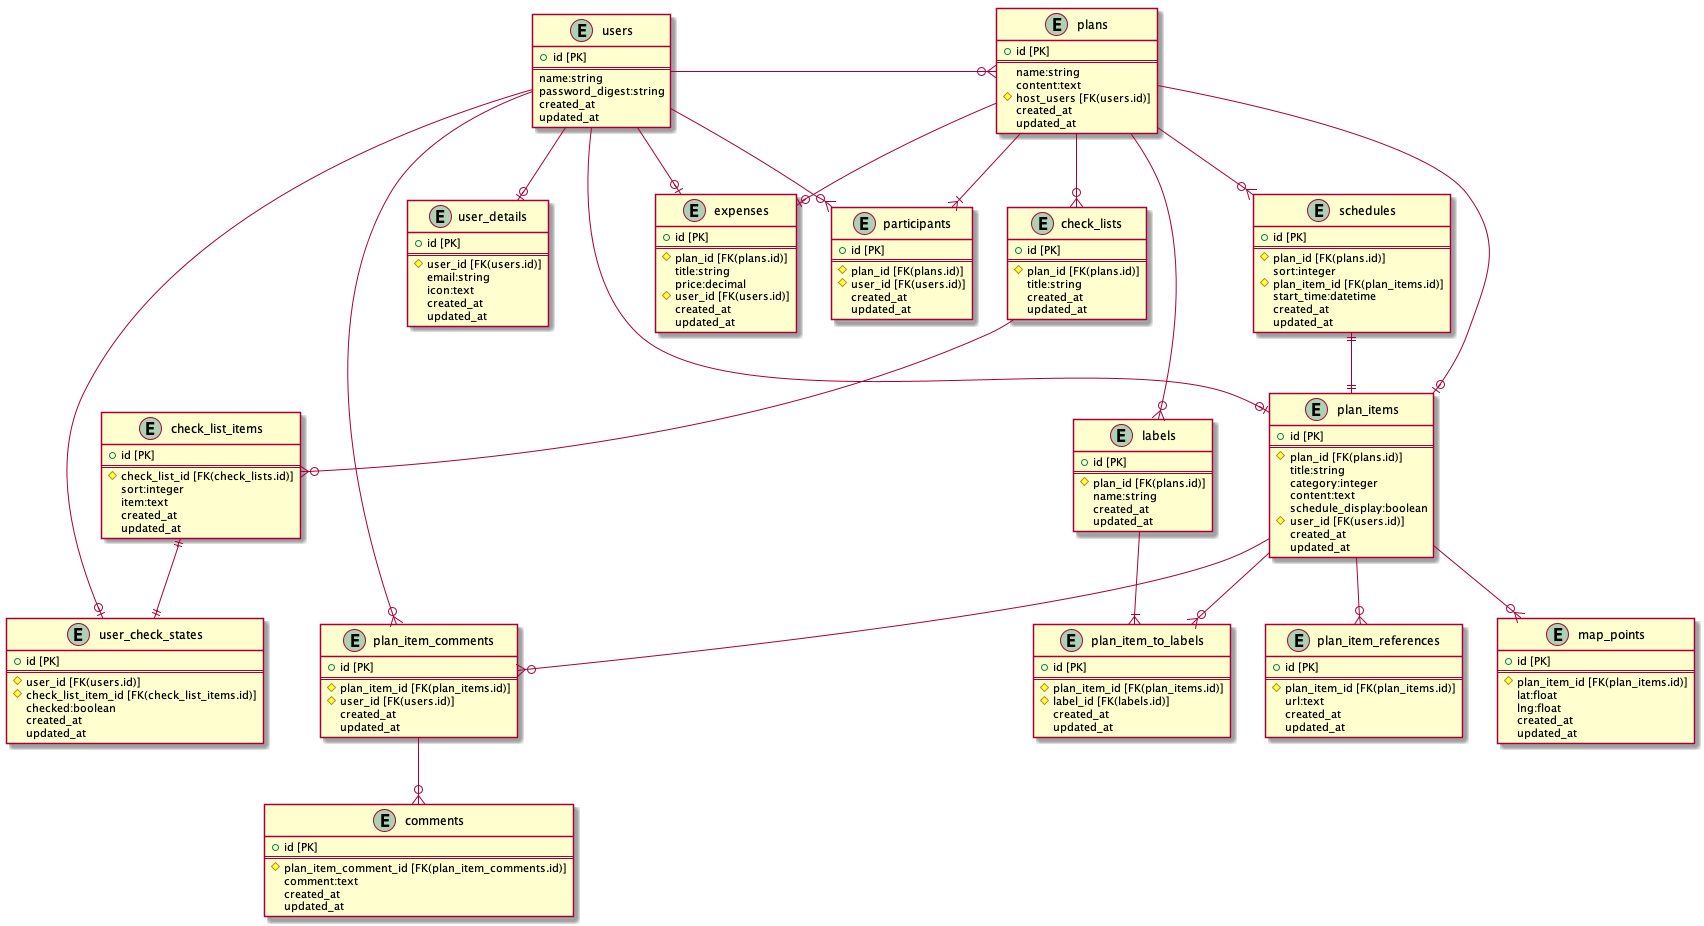 E users
id [PK]
name:string
password_digest:string
created_at
updated_at
E plans
id [PK]
name:string
content:text
host_users [FK(users.id)]
created_at
updated_at
E user_details
id [PK]
user_id [FK(users.id)]
email:string
icon:text
created_at
updated_at
E expenses
id [PK]
plan_id [FK(plans.id)]
title:string
price:decimal
user_id [FK(users.id)]
created_at
updated_at
E participants
id [PK]
plan_id [FK(plans.id)]
user_id [FK(users.id)]
created_at
updated_at
E check_lists
id [PK]
plan_id [FK(plans.id)]
title:string
created_at
updated_at
E schedules
id [PK]
plan_id [FK(plans.id)]
sort:integer
plan_item_id [FK(plan_items.id)]
start_time:datetime
created_at
updated_at
E check_list_items
id [PK]
check_list_id [FK(check_lists.id)]
sort:integer
item:text
created_at
updated_at
E labels
id [PK]
plan_id [FK(plans.id)]
name:string
created_at
updated_at
E plan_items
id [PK]
plan_id [FK(plans.id)]
title:string
category:integer
content:text
schedule_display:boolean
user_id [FK(users.id)]
created_at
updated_at
E user_check_states
id [PK]
user_id [FK(users.id)]
check_list_item_id [FK(check_list_items.id)]
checked:boolean
created_at
updated_at
E plan_item_comments
id [PK]
plan_item_id [FK(plan_items.id)]
user_id [FK(users.id)]
created_at
updated_at
E plan_item_to_labels
id [PK]
plan_item_id [FK(plan_items.id)]
label_id [FK(labels.id)]
created_at
updated_at
E plan_item_references
id [PK]
plan_item_id [FK(plan_items.id)]
url:text
created_at
updated_at
E map_points
id [PK]
plan_item_id [FK(plan_items.id)]
lat:float
lng:float
created_at
updated_at
E comments
id [PK]
plan_item_comment_id [FK(plan_item_comments.id)]
comment:text
created_at
updated_at